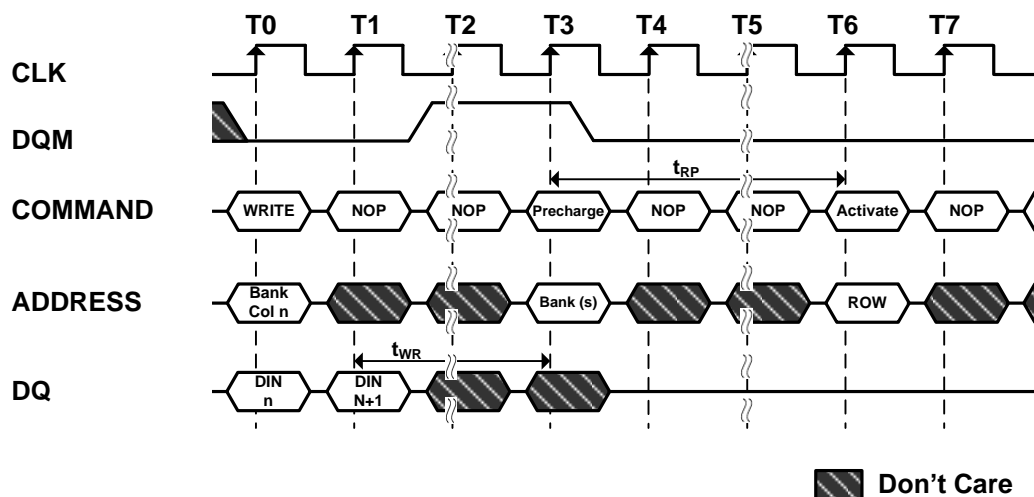 T0 T1 T2 T3 T4 T5 T6 T7
CLK
DQM
tRP
COMMAND WRITE NOP NOP Precharge NOP NOP Activate NOP
ADDRESS Bank Col n Bank (s) ROW
tWR
DQ DIN n DIN N+1
Don't Care